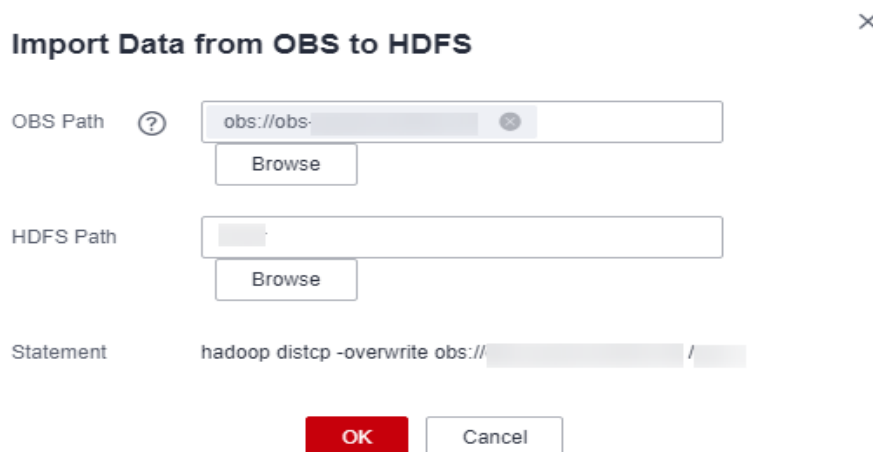 Import Data from OBS to HDFS
OBS Path ? obs://obs-
Browse
HDFS Path
Browse
Statement hadoop distcp -overwrite obs:// /
OK Cancel